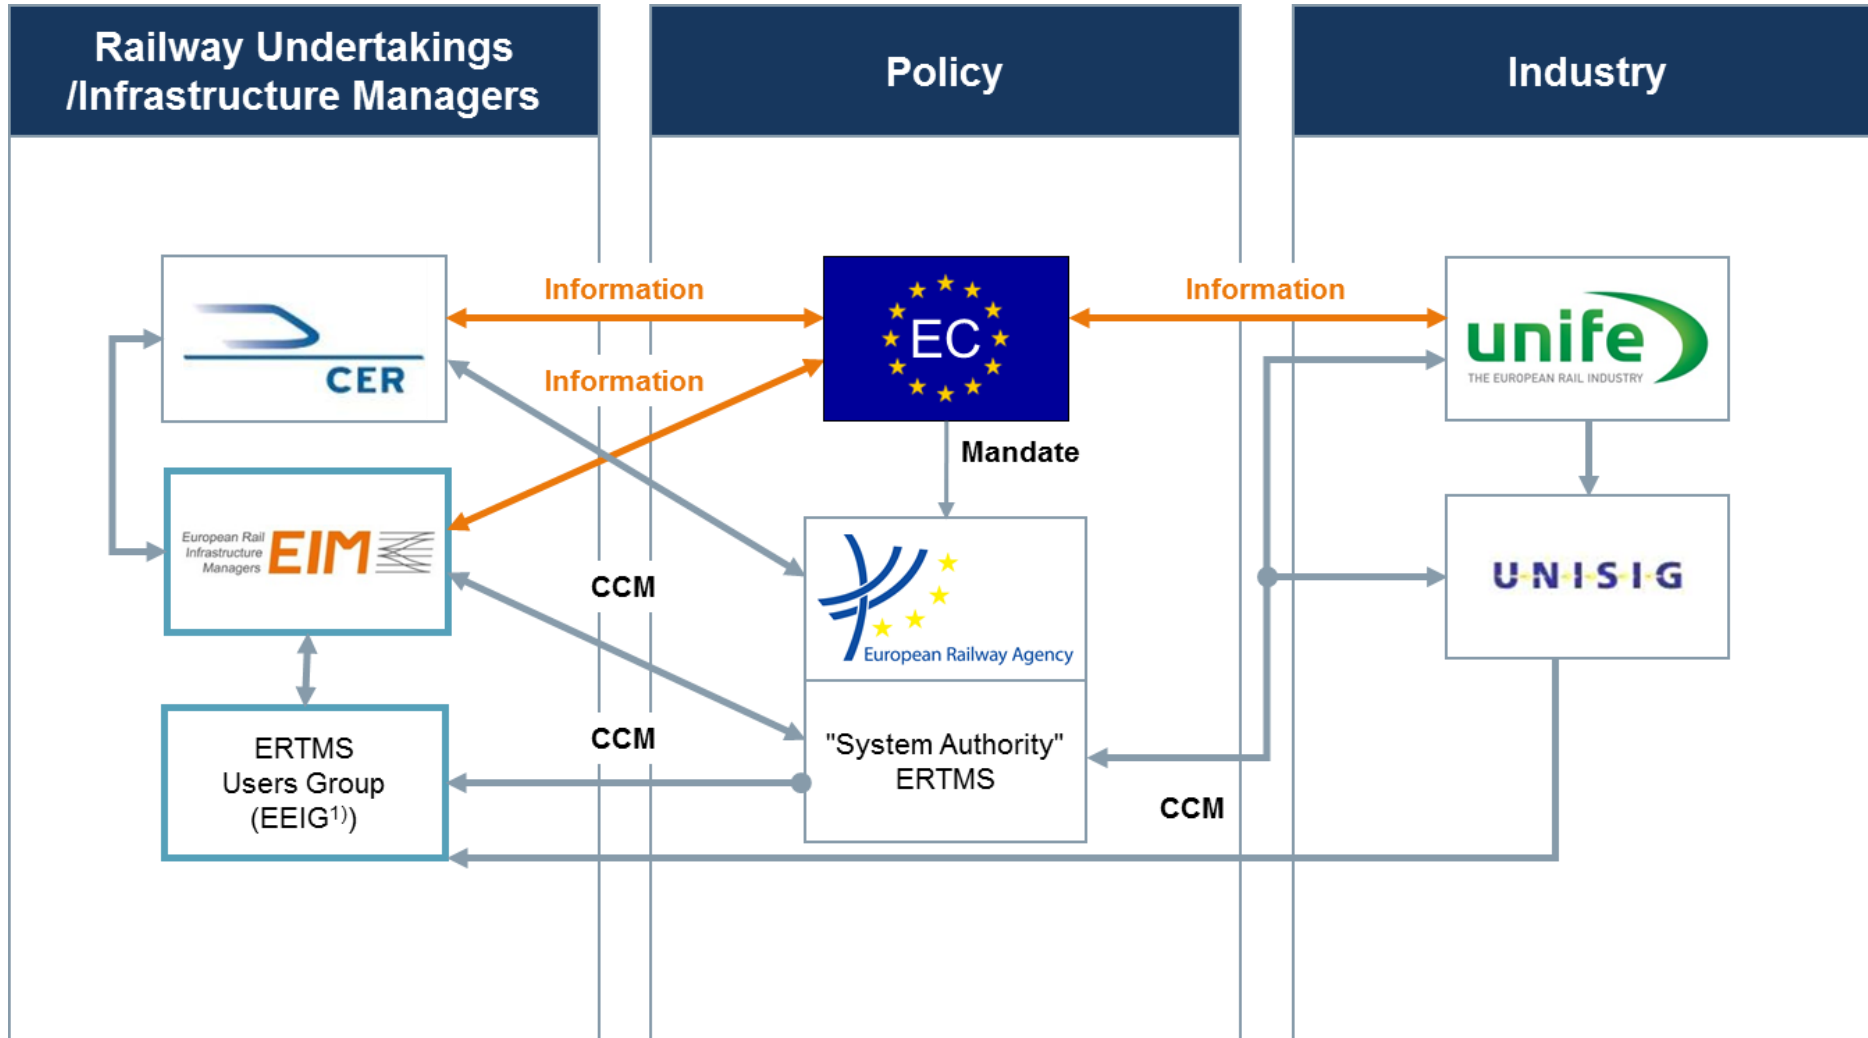 Railway Undertakings
/Infrastructure Managers
Policy
Industry
CER
Information
Information
EC
Information
unife
THE EUROPEAN RAIL INDUSTRY
Mandate
European Rail
Infrastructure
Managers
EIM
CCM
European Railway Agency
U·N·I·S·I·G
ERTMS
Users Group
(EEIG¹⁾)
CCM
"System Authority"
ERTMS
CCM